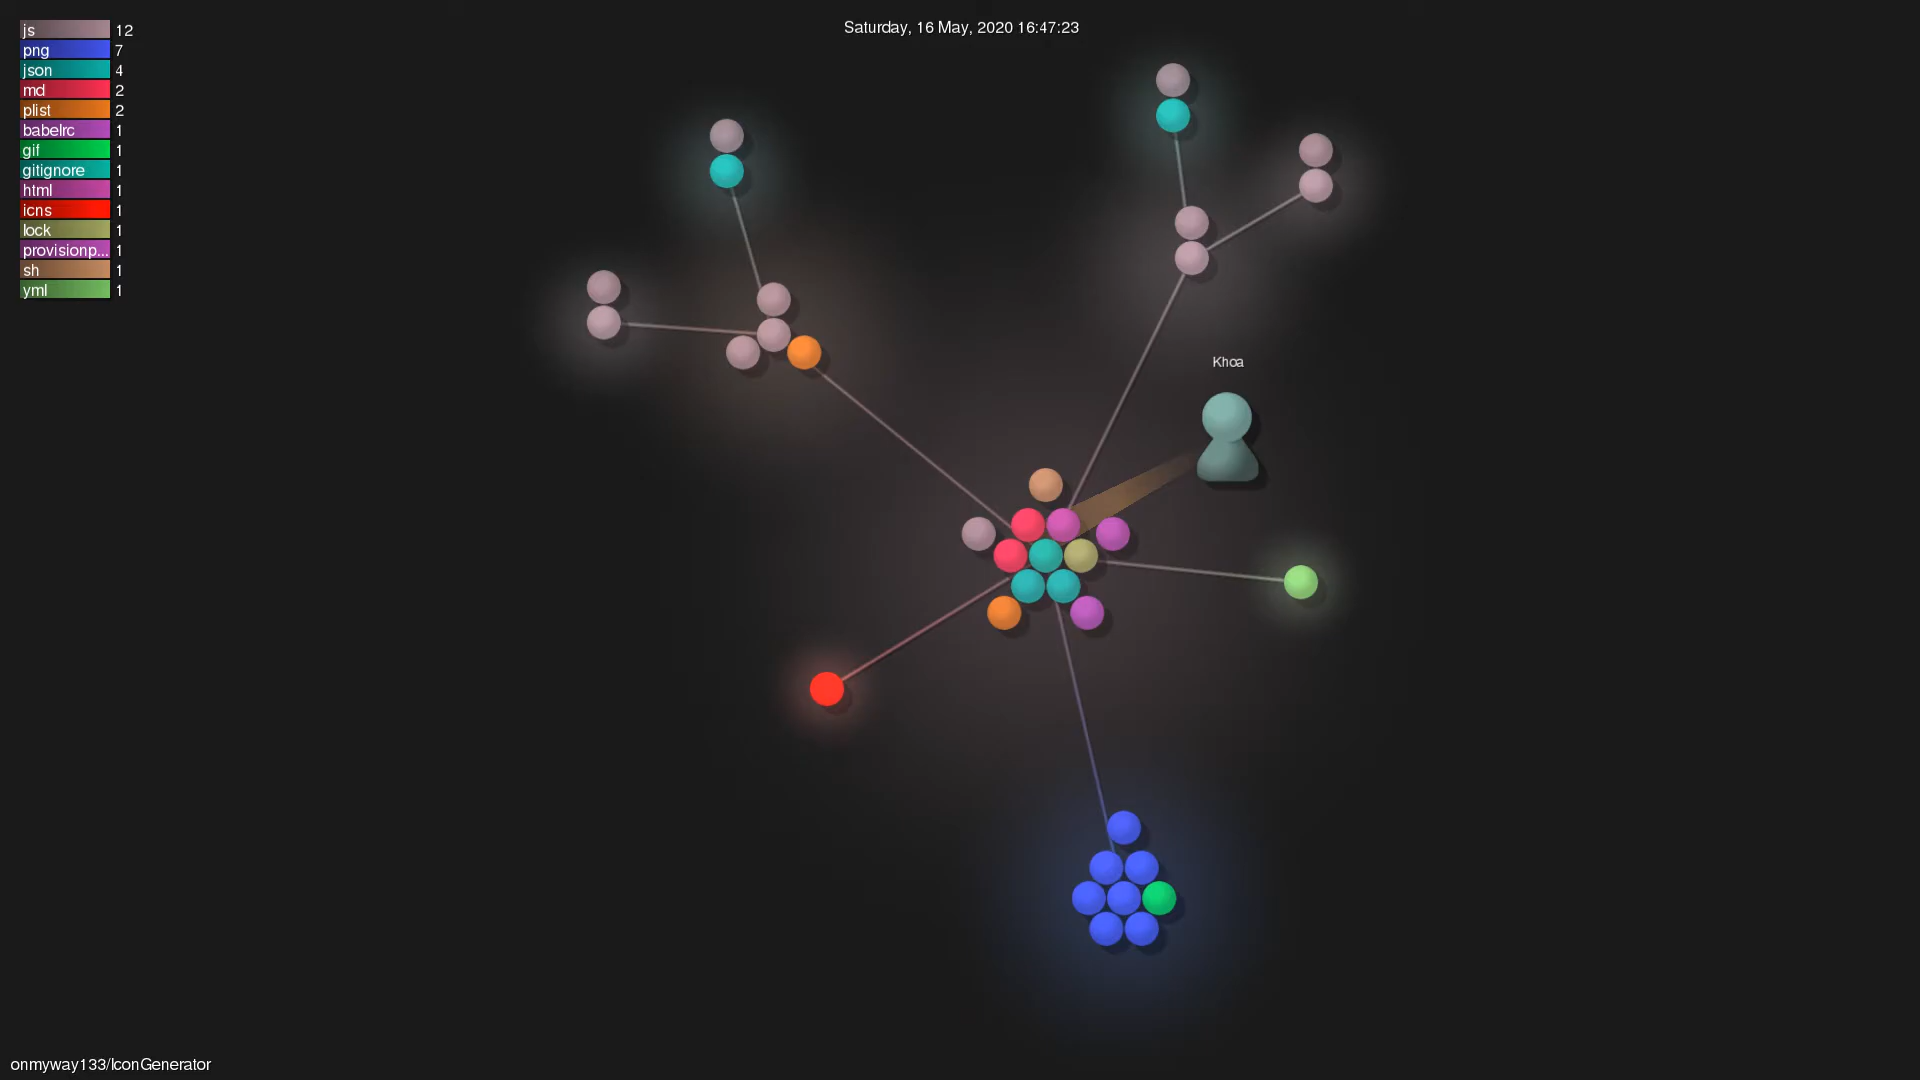 Saturday, 16 May, 2020 16:47:23
js 12
png 7
json 4
md 2
plist 2
babelrc 1
gif 1
gitignore 1
html 1
icns 1
lock 1
provisionp... 1
sh 1
yml 1
Khoa
onmyway133/IconGenerator